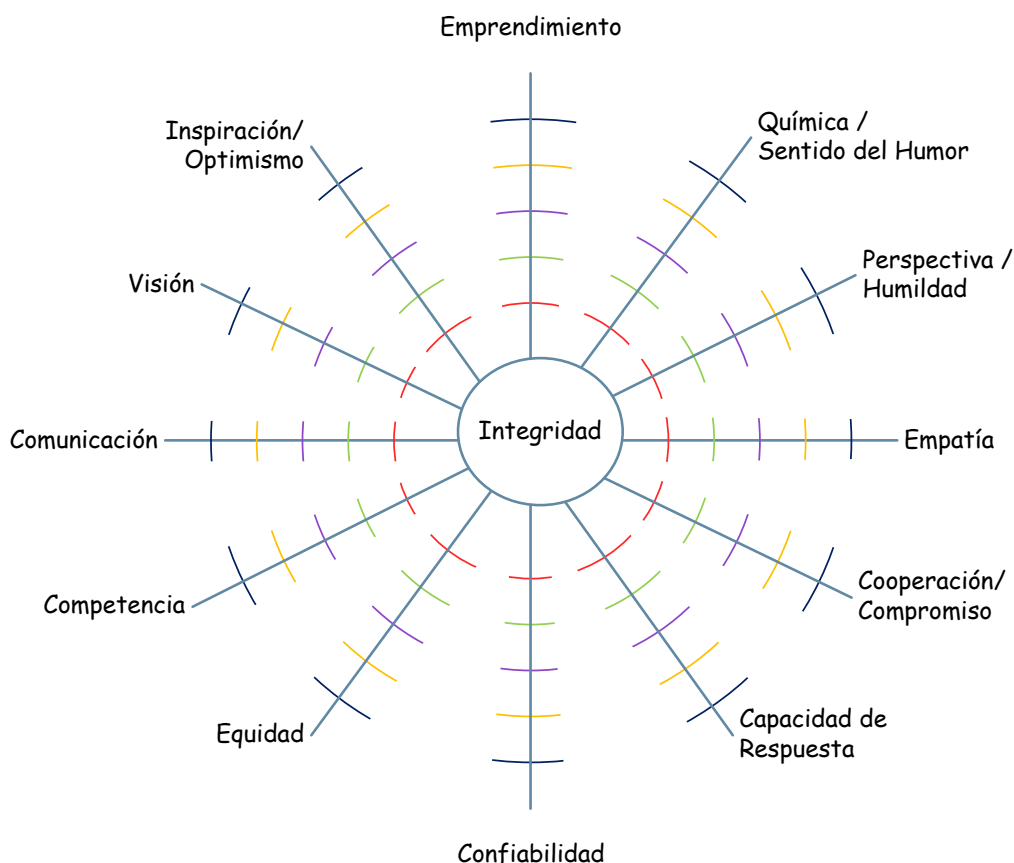 Emprendimiento
Inspiración/
Optimismo
Química /
Sentido del Humor
Visión
Perspectiva /
Humildad
Comunicación
Integridad
Empatía
Competencia
Cooperación/
Compromiso
Equidad
Capacidad de
Respuesta
Confiabilidad